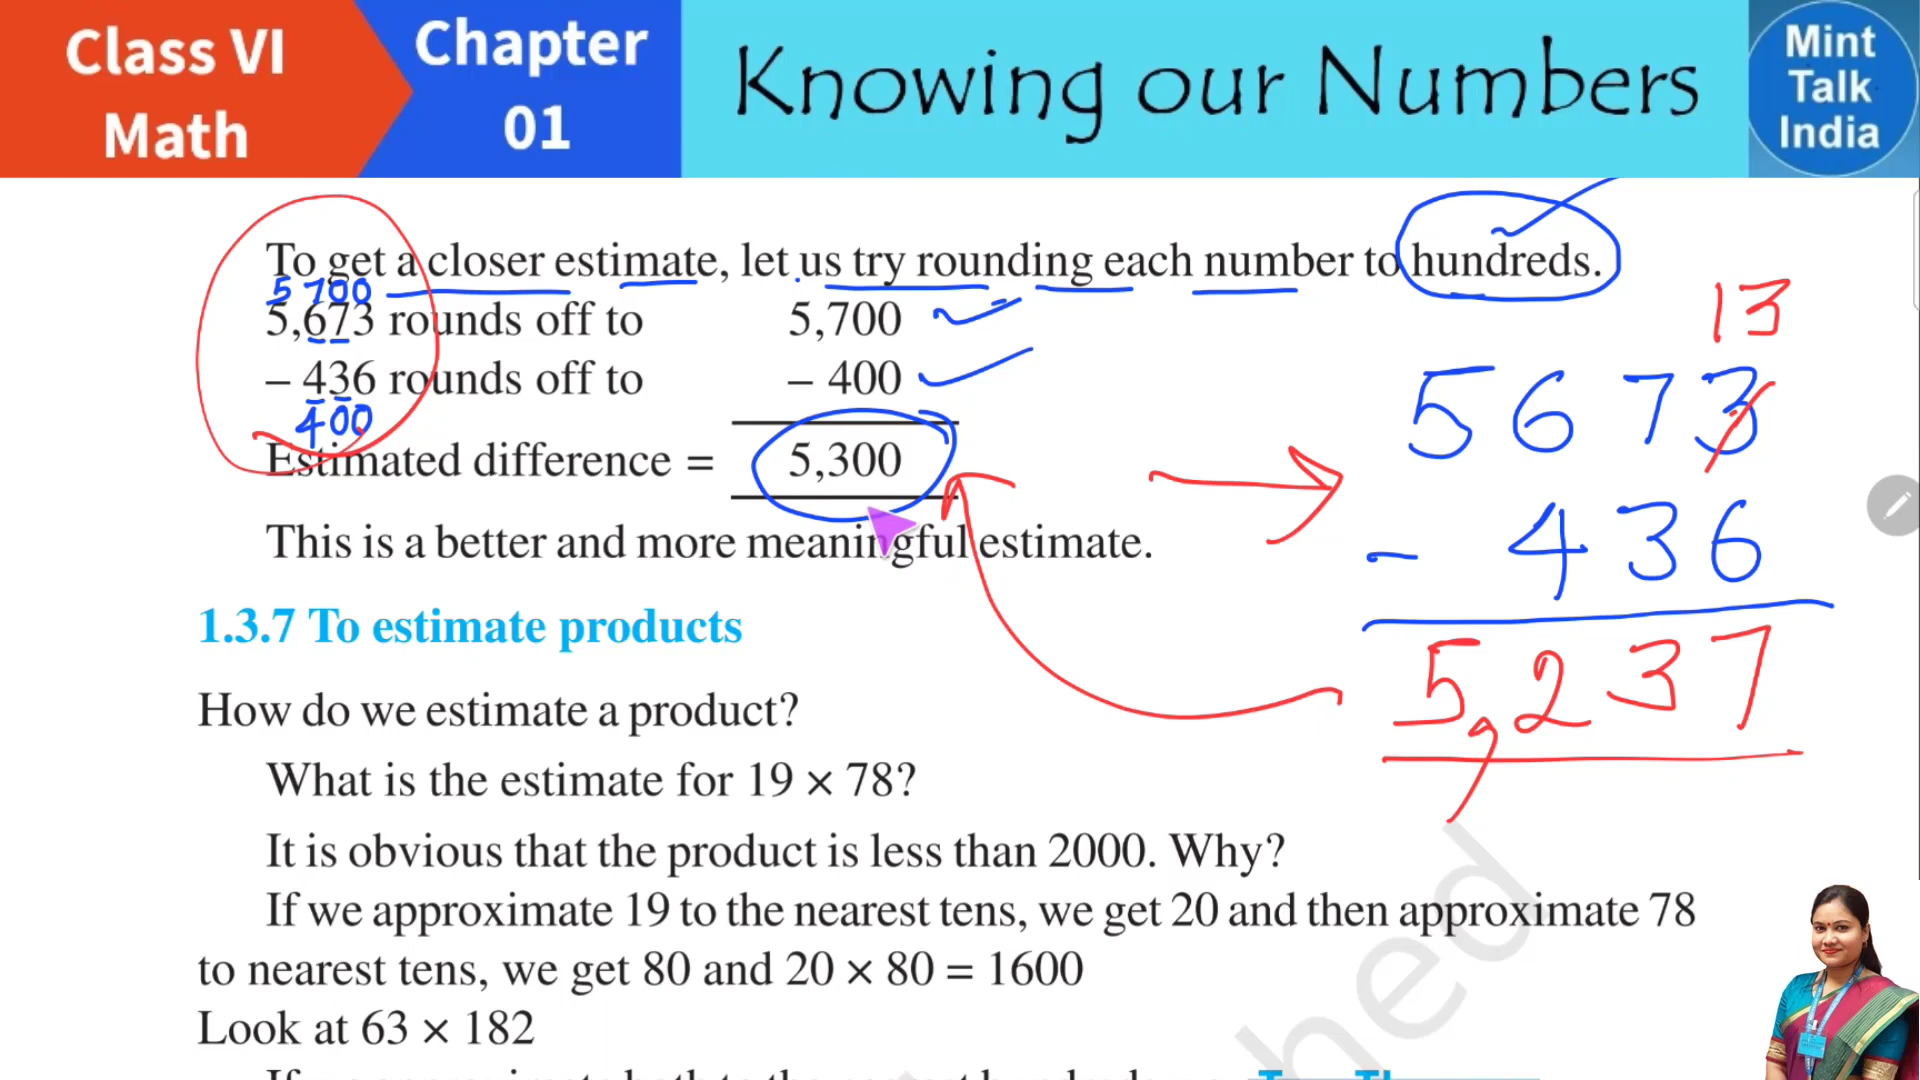 Class VI
Math
Chapter
01
Knowing our Numbers
Mint
Talk
India
To get a closer estimate, let us try rounding each number to hundreds.
5700
5,673 rounds off to 5,700
– 436 rounds off to – 400
400
Estimated difference = 5,300
This is a better and more meaningful estimate.
13
5673
- 436
5,237
1.3.7 To estimate products
How do we estimate a product?
What is the estimate for 19 × 78?
It is obvious that the product is less than 2000. Why?
If we approximate 19 to the nearest tens, we get 20 and then approximate 78
to nearest tens, we get 80 and 20 × 80 = 1600
Look at 63 × 182